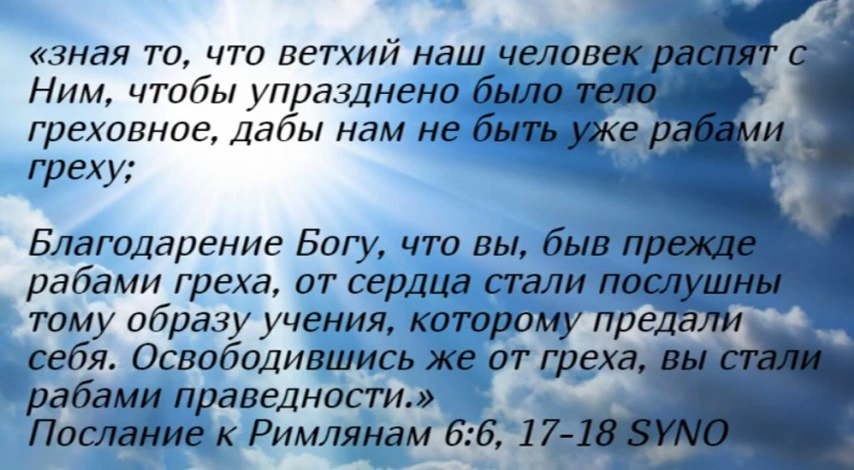 «зная то, что ветхий наш человек распят с
Ним, чтобы упразднено было тело
греховное, дабы нам не быть уже рабами
греху;
Благодарение Богу, что вы, быв прежде
рабами греха, от сердца стали послушны
тому образу учения, которому предали
себя. Освободившись же от греха, вы стали
рабами праведности.»
Послание к Римлянам 6:6, 17-18 SYNO